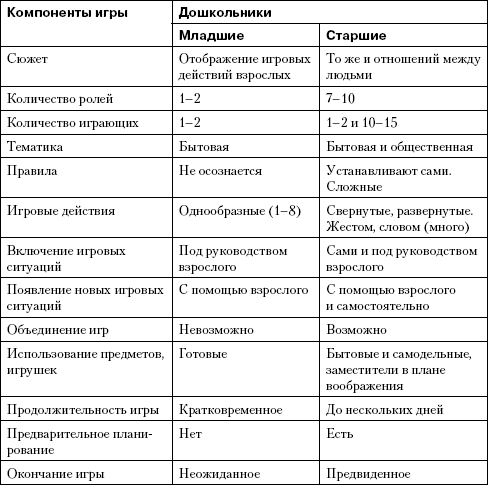 Компоненты игры Дошкольники
Младшие Старшие
Сюжет Отображение игровых То же и отношений между
действий взрослых людьми
Количество ролей 1–2 7–10
Количество играющих 1–2 1–2 и 10–15
Тематика Бытовая Бытовая и общественная
Правила Не осознается Устанавливают сами.
Сложные
Игровые действия Однообразные (1–8) Свернутые, развернутые.
Жестом, словом (много)
Включение игровых Под руководством Сами и под руководством
ситуаций взрослого взрослого
Появление новых игровых С помощью взрослого С помощью взрослого
ситуаций и самостоятельно
Объединение игр Невозможно Возможно
Использование предметов, Готовые Бытовые и самодельные,
игрушек заместители в плане
воображения
Продолжительность игры Кратковременное До нескольких дней
Предварительное плани- Нет Есть
рование
Окончание игры Неожиданное Предвиденное